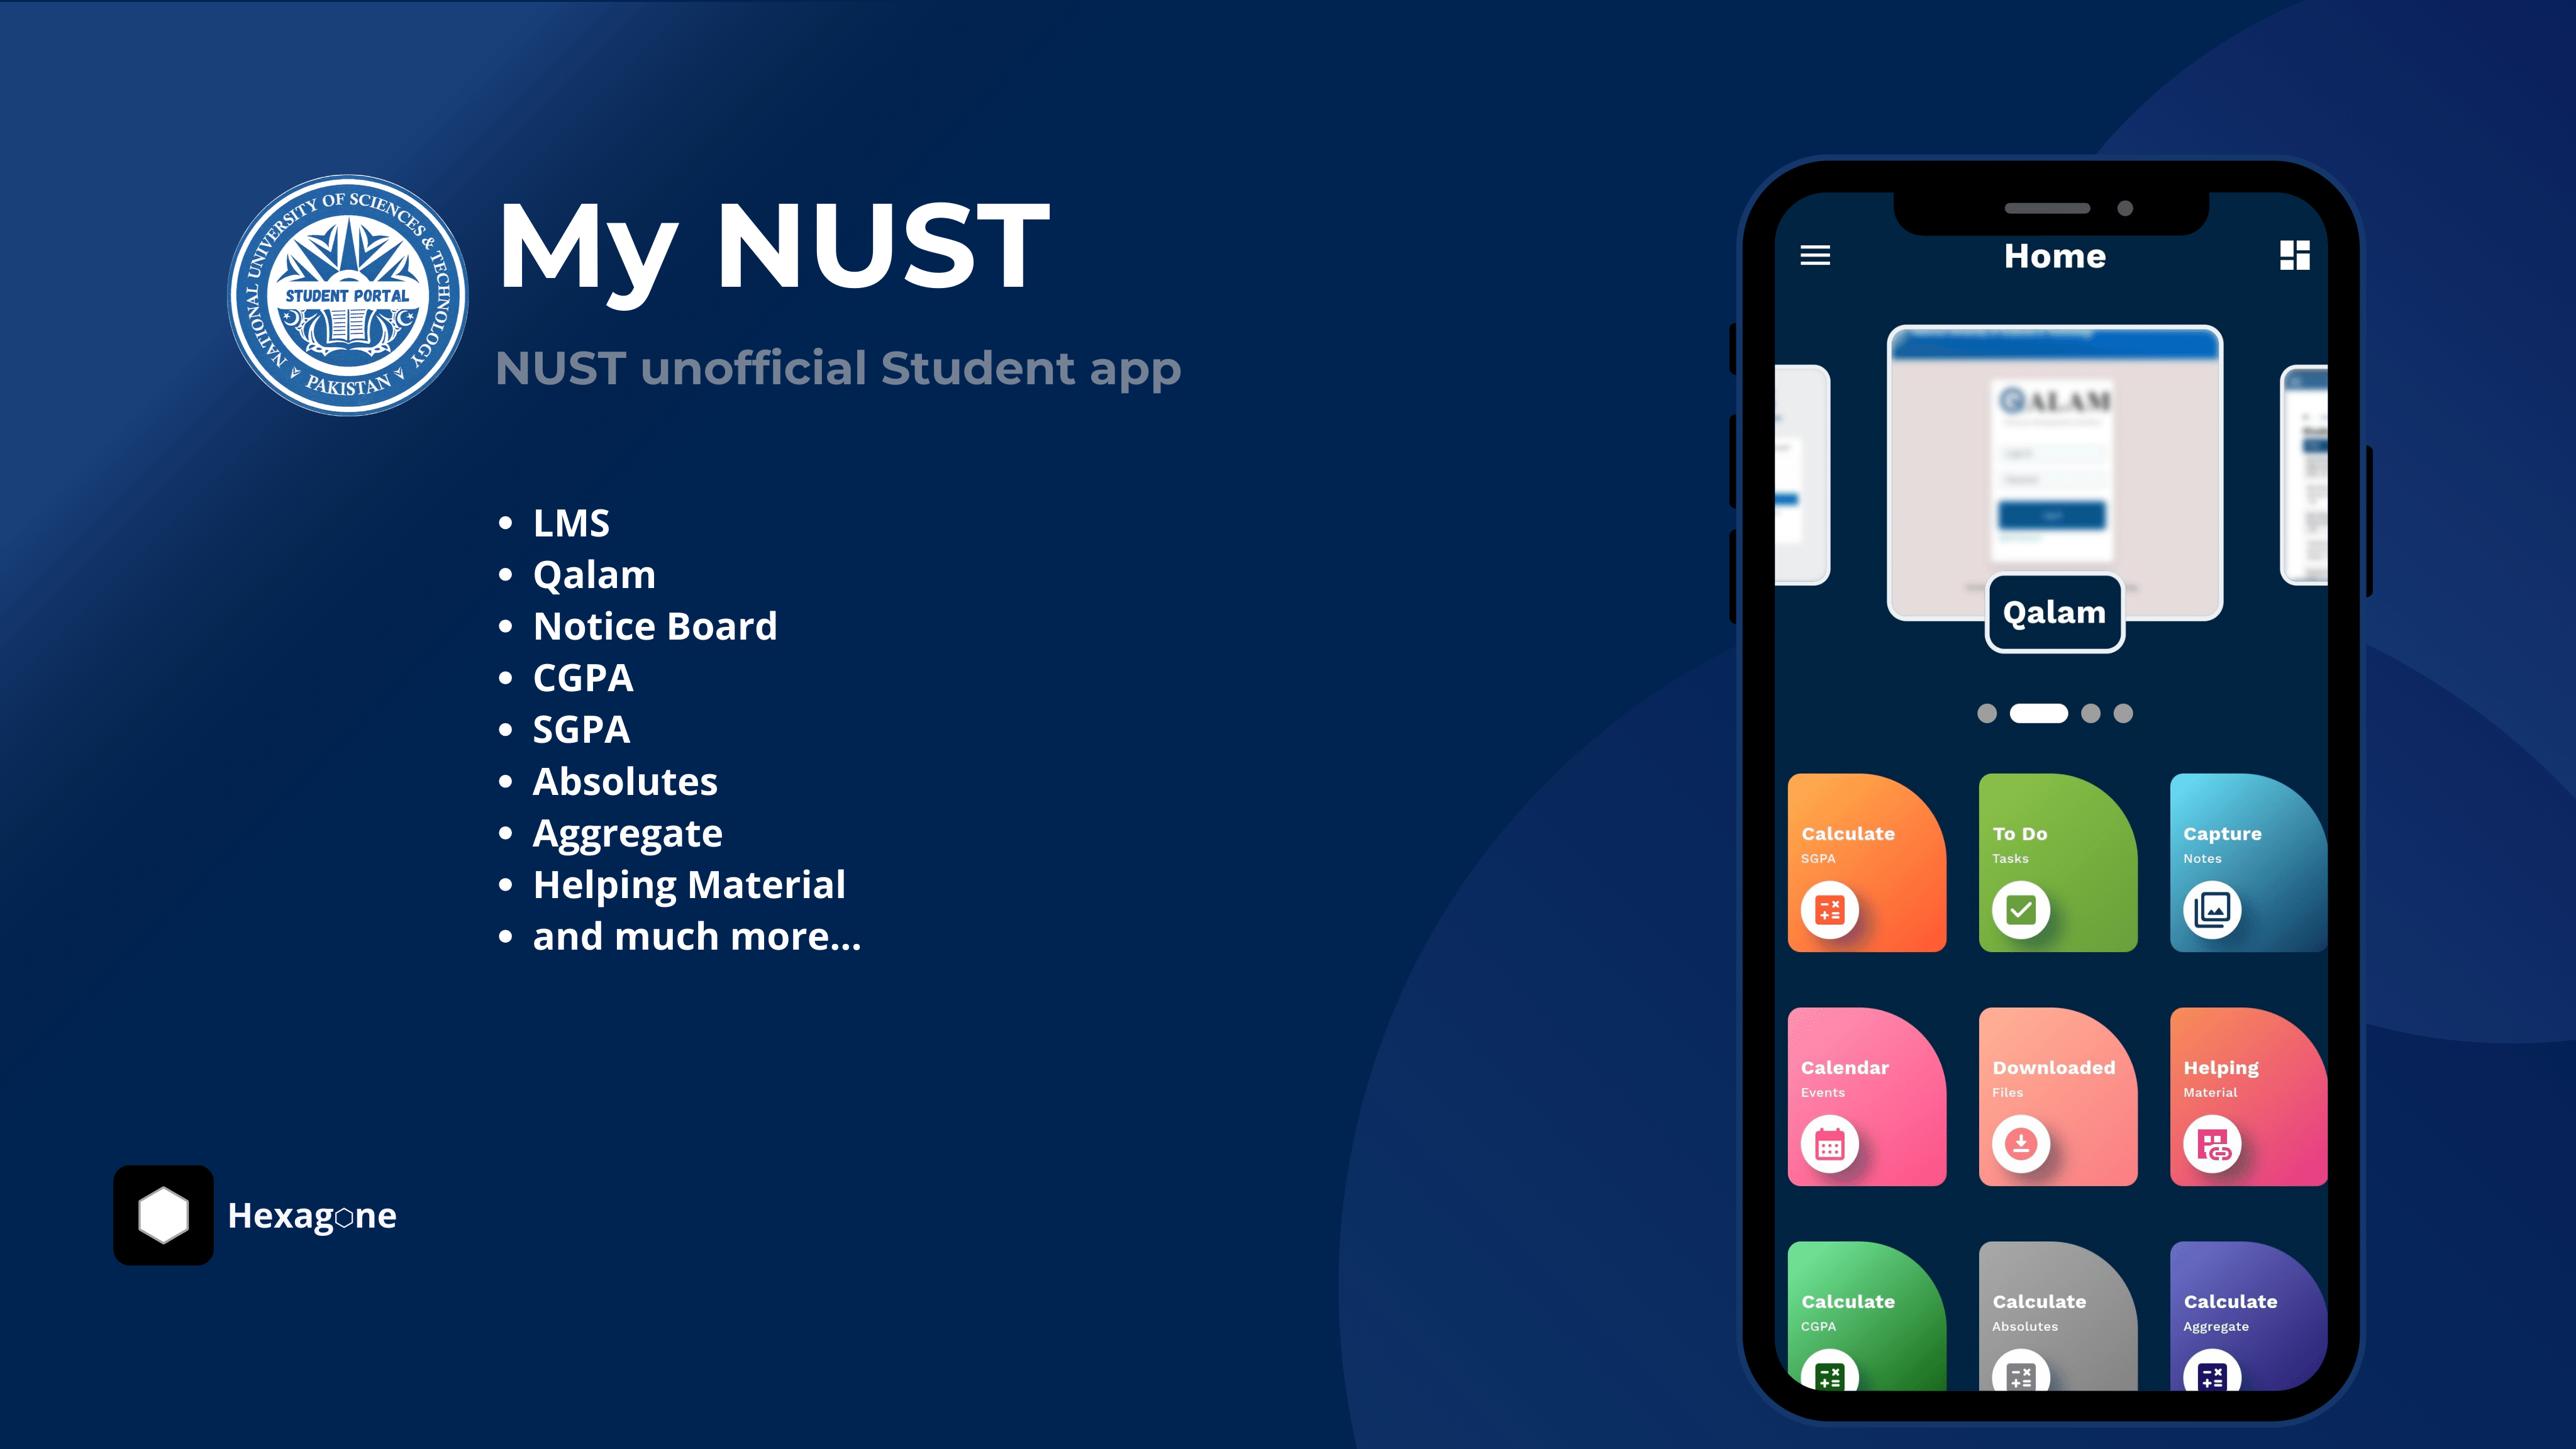 NATIONAL UNIVERSITY OF SCIENCES & TECHNOLOGY
STUDENT PORTAL
PAKISTAN
My NUST
NUST unofficial Student app
• LMS
• Qalam
• Notice Board
• CGPA
• SGPA
• Absolutes
• Aggregate
• Helping Material
• and much more...
Hexagone
Home
QALAM
Qalam
Calculate
SGPA
To Do
Tasks
Capture
Notes
Calendar
Events
Downloaded
Files
Helping
Material
Calculate
CGPA
Calculate
Absolutes
Calculate
Aggregate